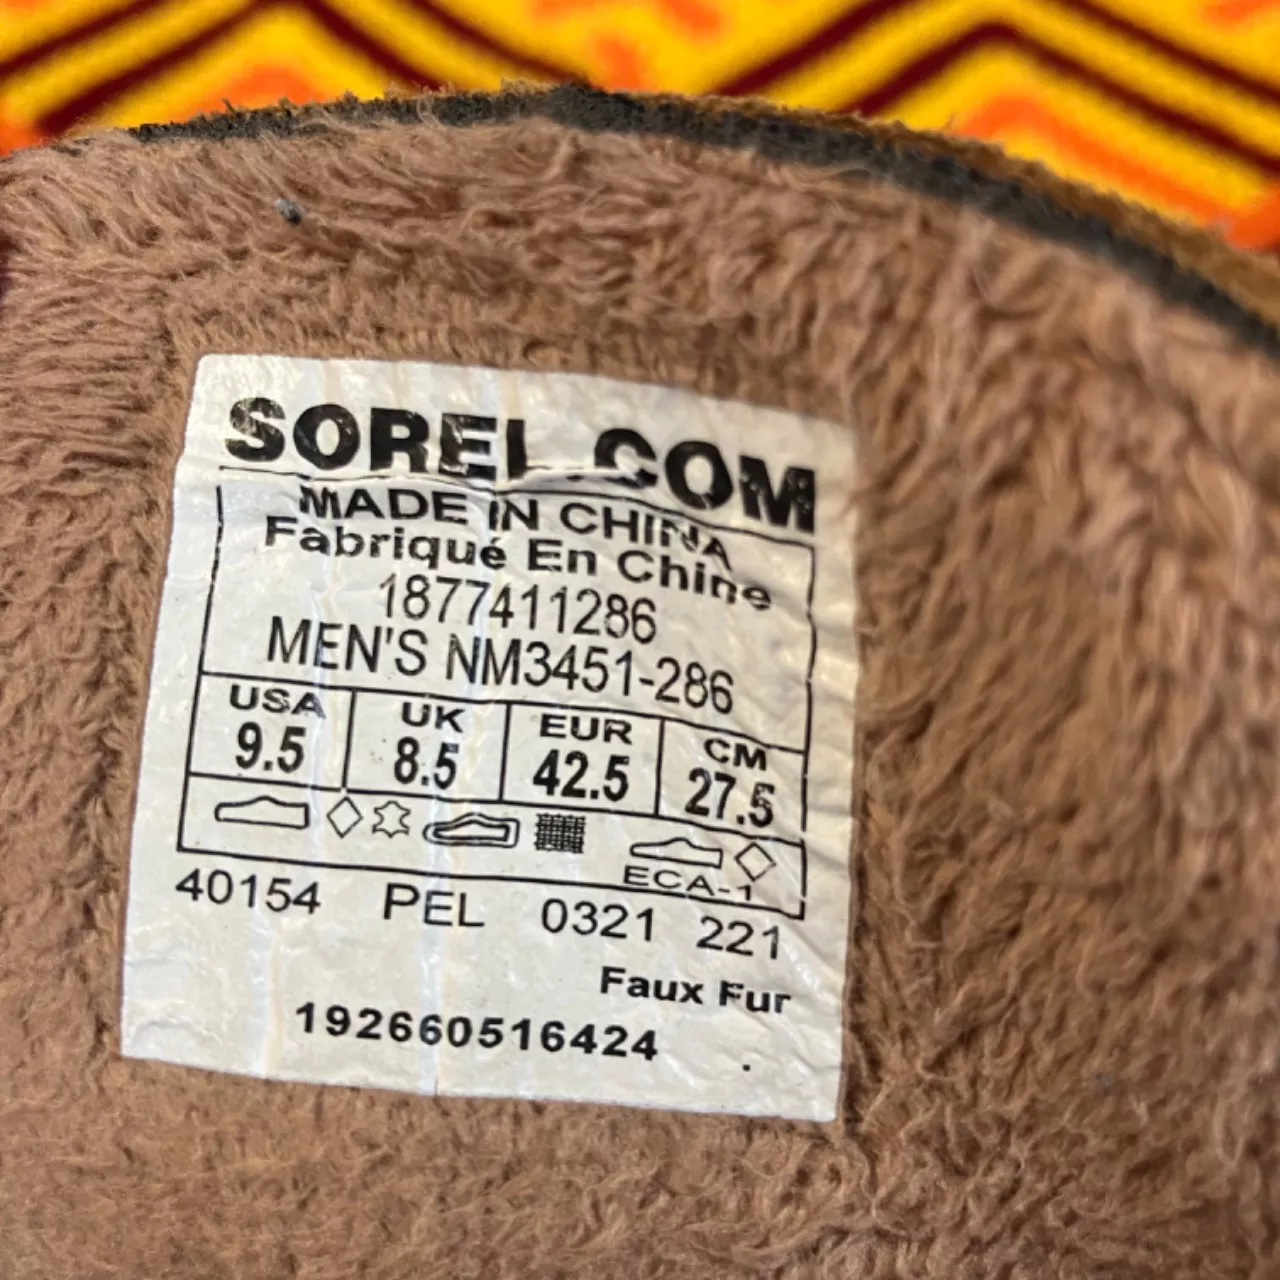 SOREL.COM
MADE IN CHINA
Fabriqué En Chine
1877411286
MEN'S NM3451-286
USA UK EUR CM
9.5 8.5 42.5 27.5
ECA-1
40154 PEL 0321 221
Faux Fur
192660516424